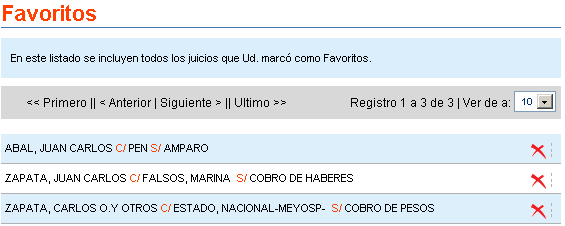 Favoritos
En este listado se incluyen todos los juicios que Ud. marcó como Favoritos.
<< Primero || < Anterior | Siguiente > || Ultimo >> Registro 1 a 3 de 3 | Ver de a: 10
ABAL, JUAN CARLOS C/ PEN S/ AMPARO
ZAPATA, JUAN CARLOS C/ FALSOS, MARINA S/ COBRO DE HABERES
ZAPATA, CARLOS O.Y OTROS C/ ESTADO, NACIONAL-MEYOSP- S/ COBRO DE PESOS